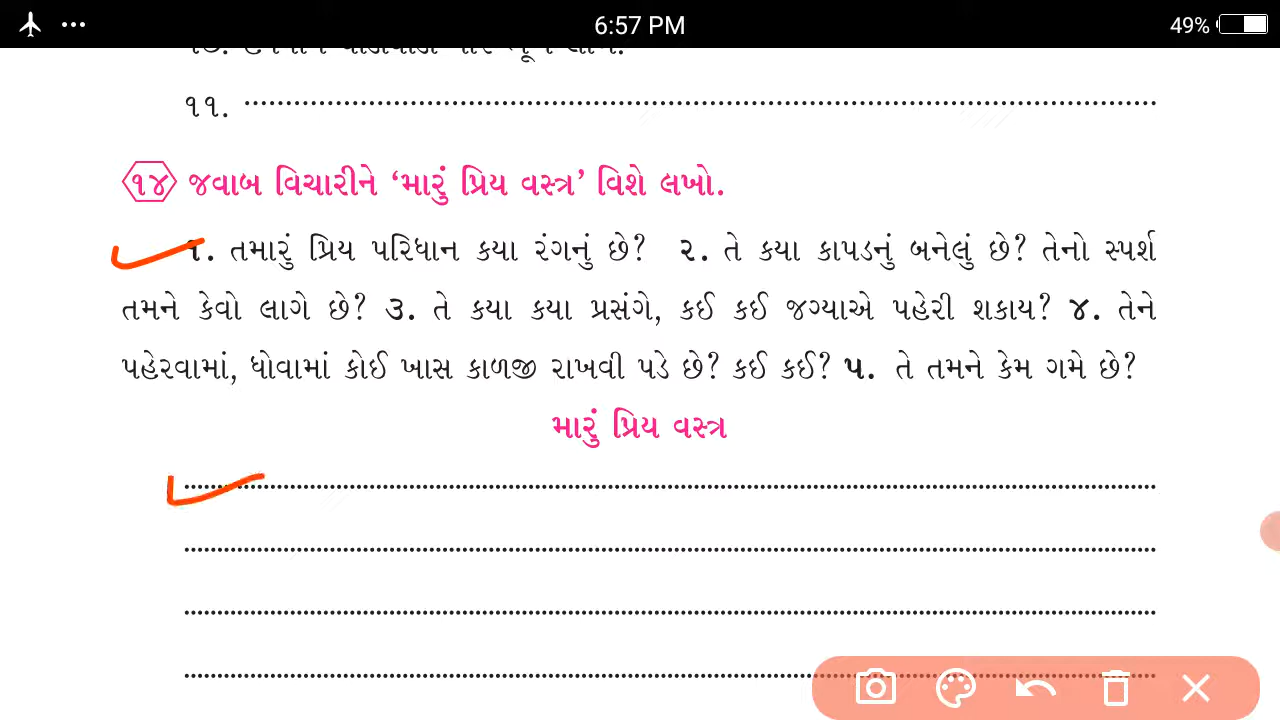 6:57 PM 49%
૧૧.
૧૪ જવાબ વિચારીને ‘મારું પ્રિય વસ્ત્ર’ વિશે લખો.
૧. તમારું પ્રિય પરિધાન કયા રંગનું છે? ૨. તે કયા કાપડનું બનેલું છે? તેનો સ્પર્શ
તમને કેવો લાગે છે? ૩. તે કયા કયા પ્રસંગે, કઈ કઈ જગ્યાએ પહેરી શકાય? ૪. તેને
પહેરવામાં, ધોવામાં કોઈ ખાસ કાળજી રાખવી પડે છે? કઈ કઈ? ૫. તે તમને કેમ ગમે છે?
મારું પ્રિય વસ્ત્ર